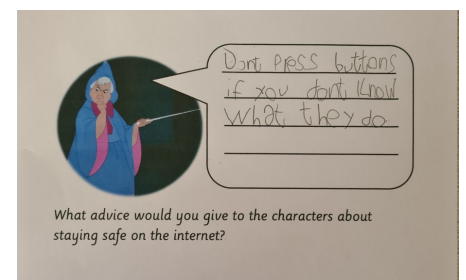 Dont press buttons
if you dont know
what they do
What advice would you give to the characters about
staying safe on the internet?